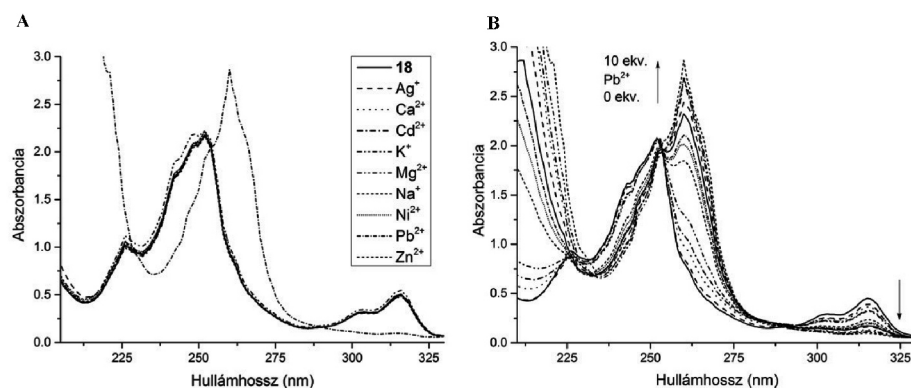 A
Abszorbancia
3.0
2.5
2.0
1.5
1.0
0.5
0.0
225
250
275
300
325
Hullámhossz (nm)
18
Ag⁺
Ca²⁺
Cd²⁺
K⁺
Mg²⁺
Na⁺
Ni²⁺
Pb²⁺
Zn²⁺
B
Abszorbancia
3.0
2.5
2.0
1.5
1.0
0.5
0.0
225
250
275
300
325
Hullámhossz (nm)
10 ekv.
Pb²⁺
0 ekv.